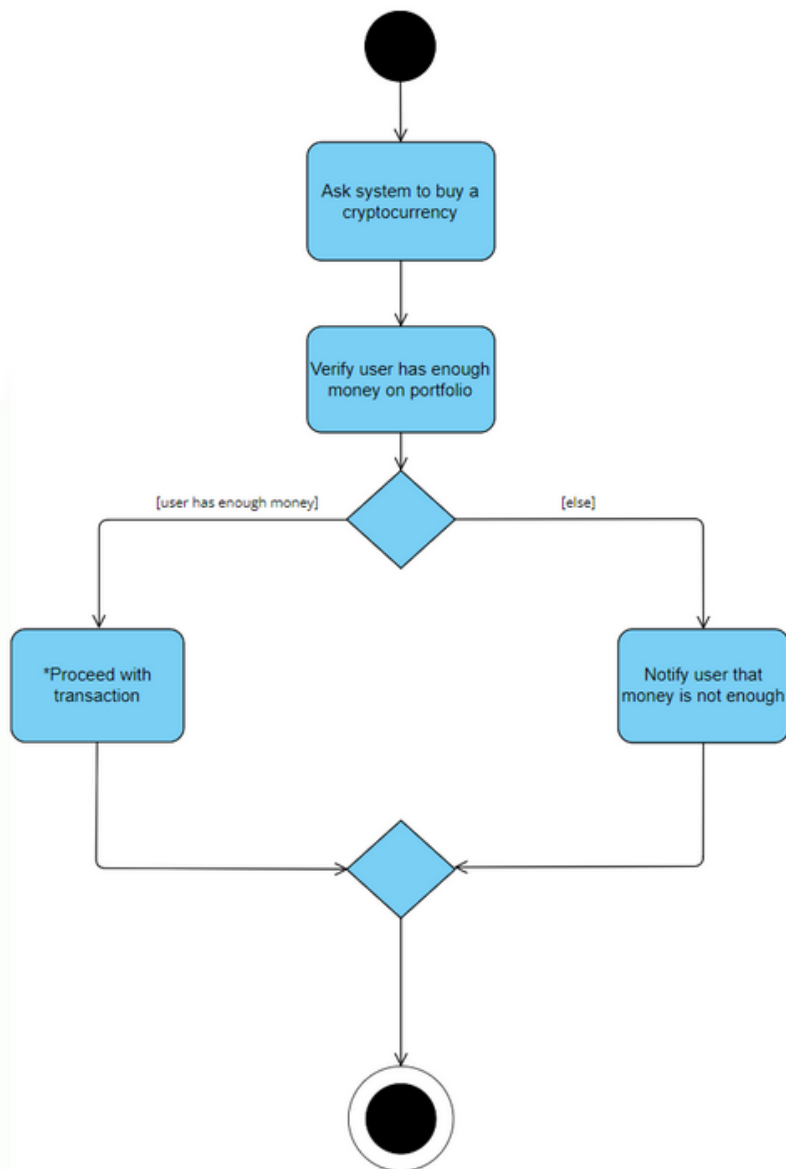 Ask system to buy a
cryptocurrency
Verify user has enough
money on portfolio
[user has enough money]
[else]
*Proceed with
transaction
Notify user that
money is not enough